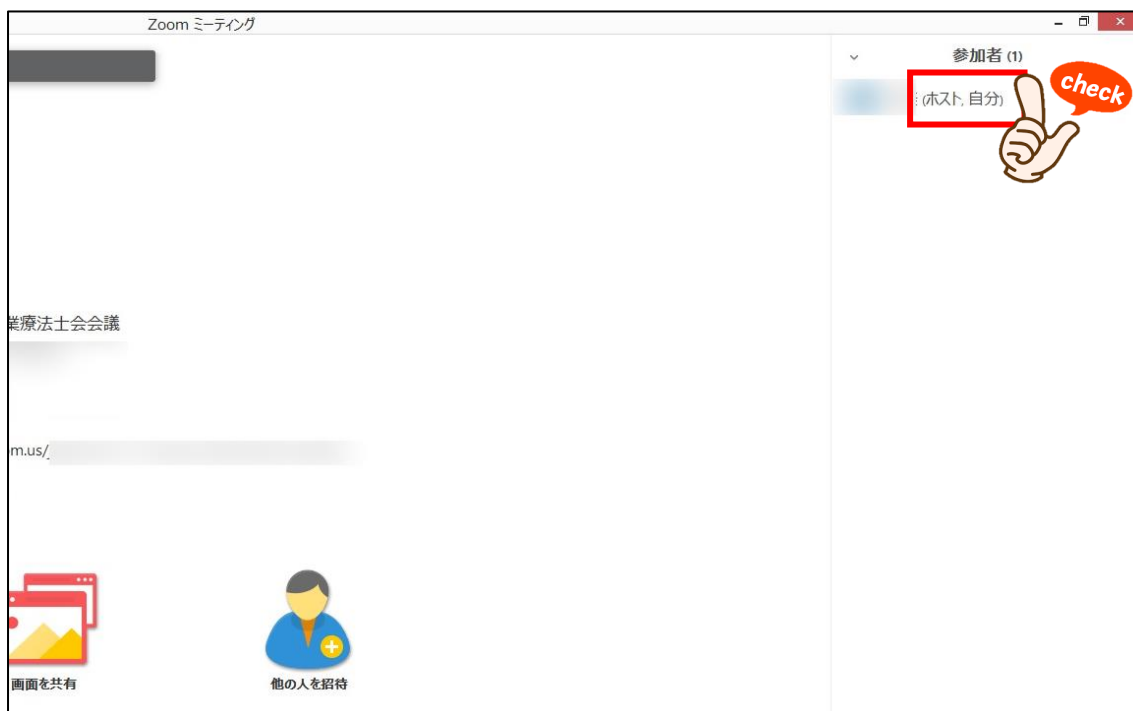 Zoom ミーティング
参加者 (1)
(ホスト, 自分)
check
業療法士会会議
m.us/
画面を共有
他の人を招待